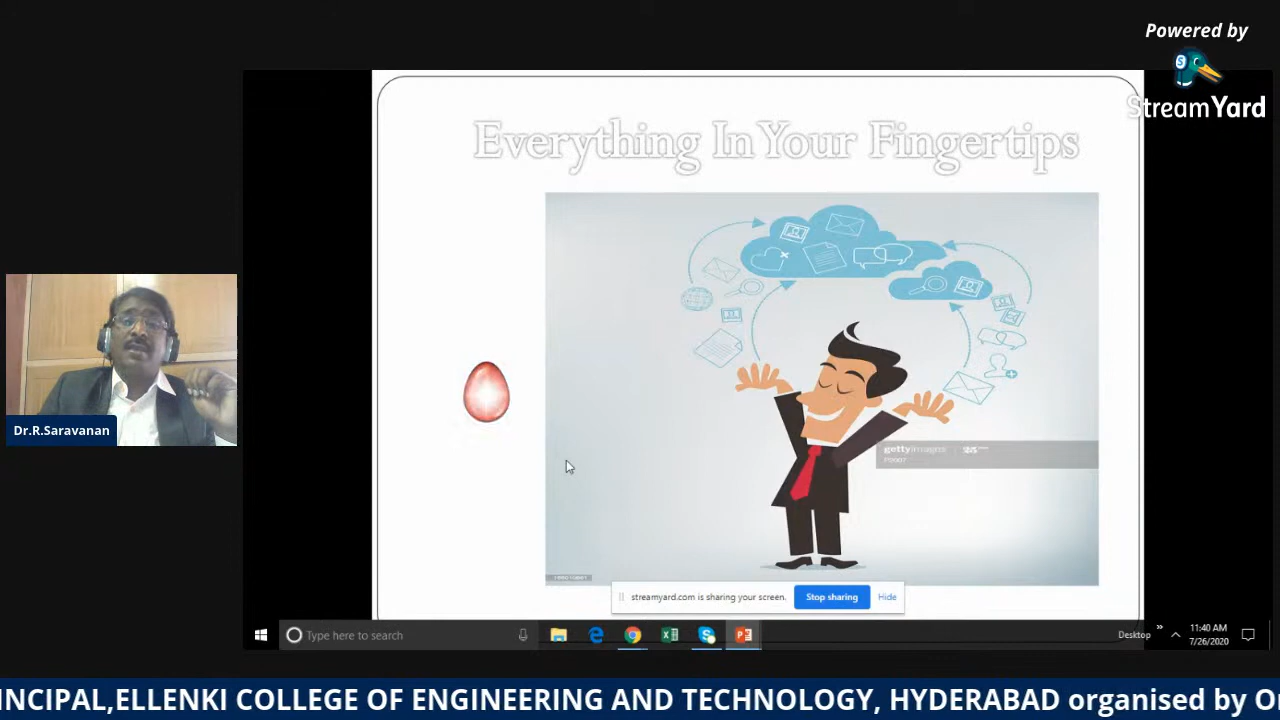 Powered by
StreamYard
Everything In Your Fingertips
gettyimages
Dr.R.Saravanan
streamyard.com is sharing your screen.
Stop sharing
Hide
Type here to search
Desktop
11:40 AM
7/26/2020
INCIPAL,ELLENKI COLLEGE OF ENGINEERING AND TECHNOLOGY, HYDERABAD organised by O